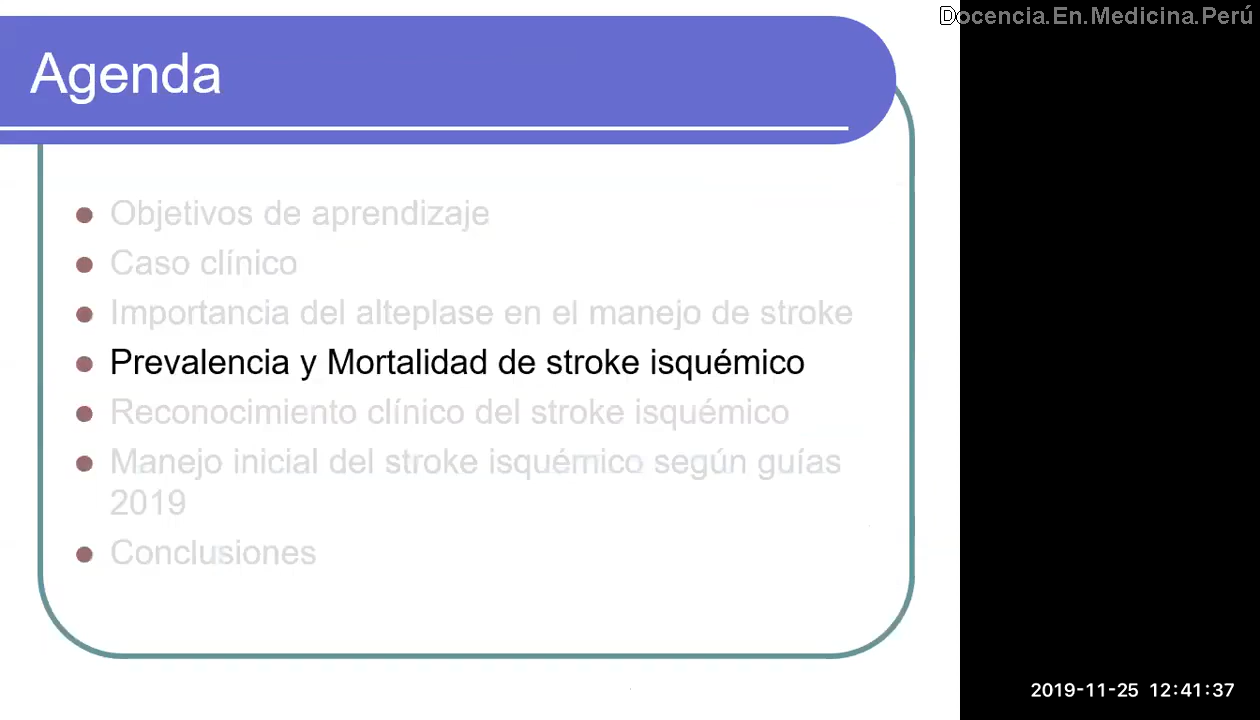 Docencia.En.Medicina.Perú
Agenda
Objetivos de aprendizaje
Caso clínico
Importancia del alteplase en el manejo de stroke
Prevalencia y Mortalidad de stroke isquémico
Reconocimiento clínico del stroke isquémico
Manejo inicial del stroke isquémico según guías
2019
Conclusiones
2019-11-25 12:41:37